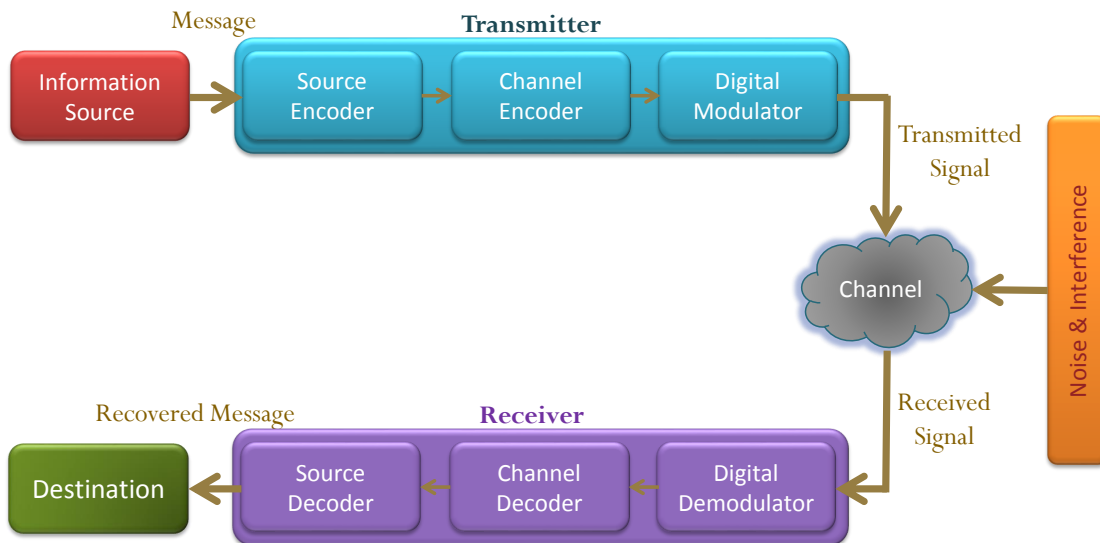 Message
Transmitter
Information
Source
Source
Encoder
Channel
Encoder
Digital
Modulator
Transmitted
Signal
Channel
Noise & Interference
Received
Signal
Recovered Message
Receiver
Destination
Source
Decoder
Channel
Decoder
Digital
Demodulator